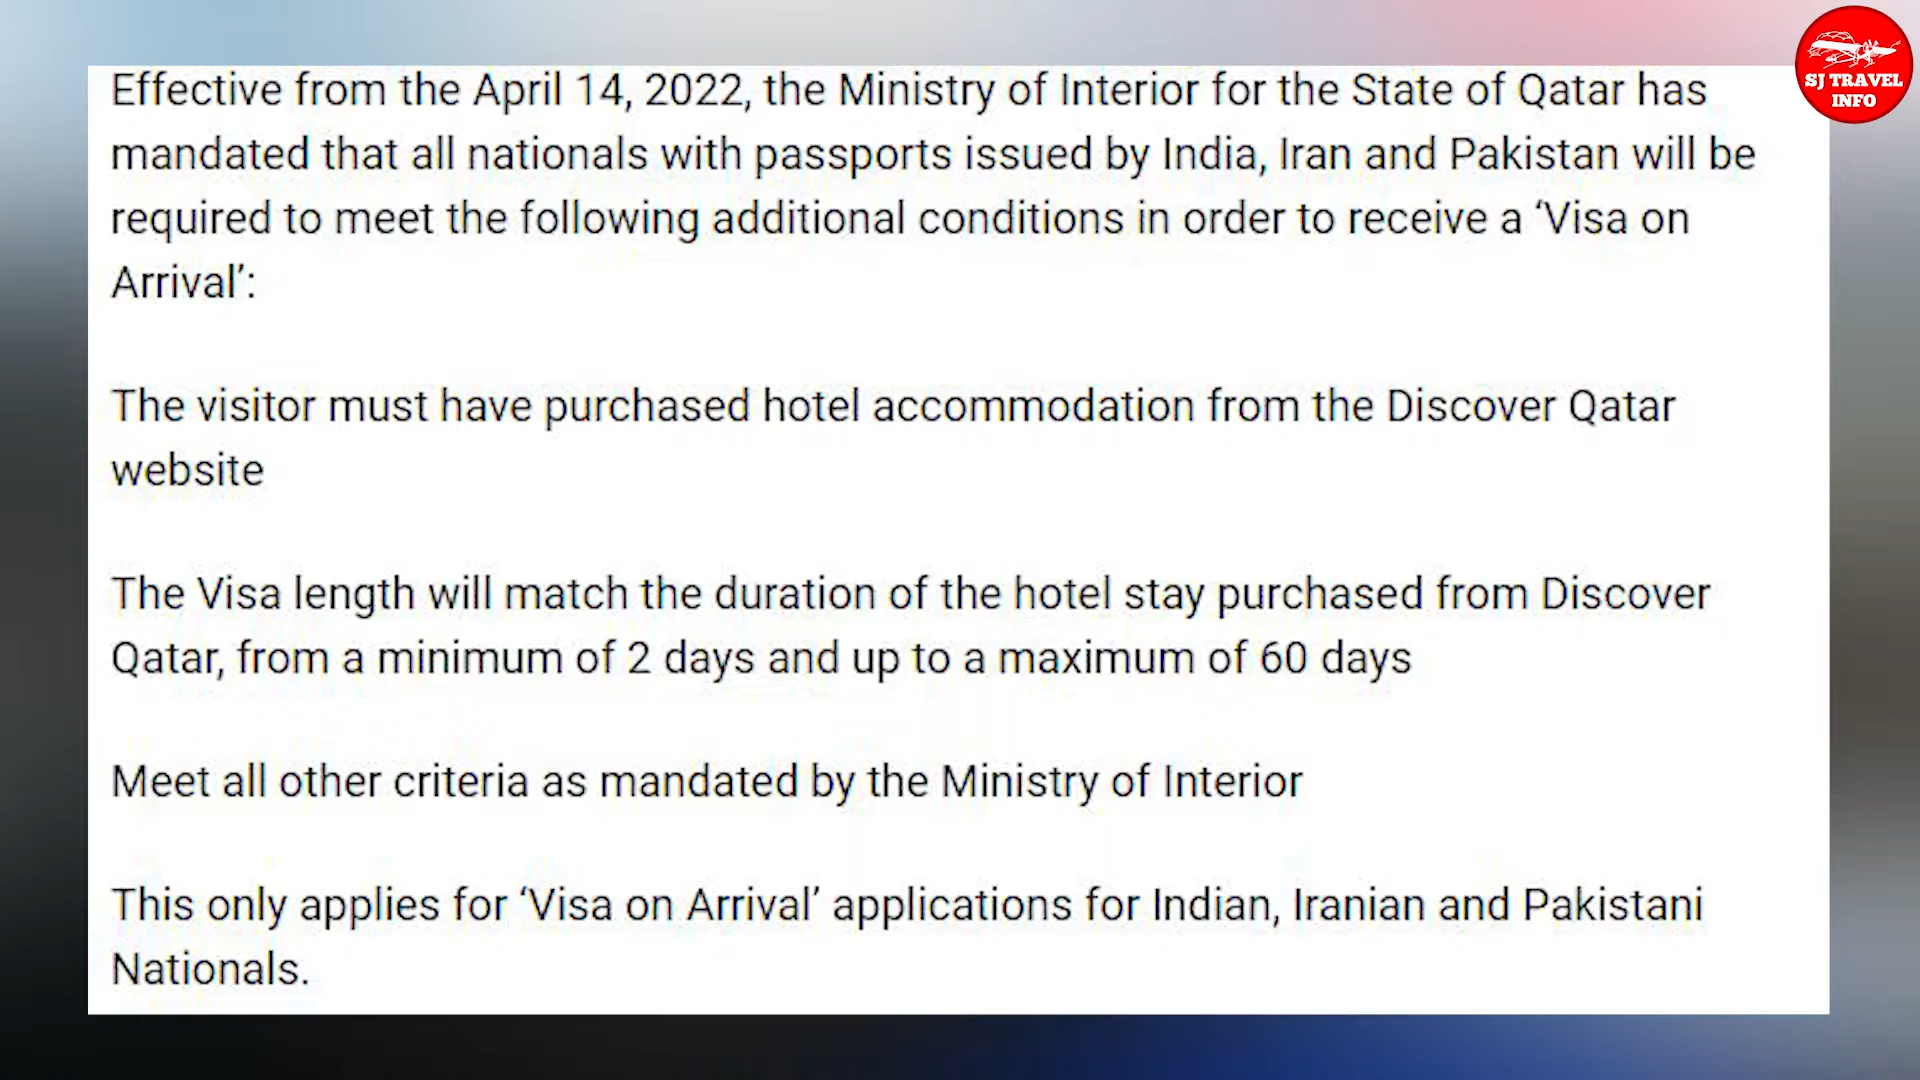 Effective from the April 14, 2022, the Ministry of Interior for the State of Qatar has
mandated that all nationals with passports issued by India, Iran and Pakistan will be
required to meet the following additional conditions in order to receive a ‘Visa on
Arrival’:
The visitor must have purchased hotel accommodation from the Discover Qatar
website
The Visa length will match the duration of the hotel stay purchased from Discover
Qatar, from a minimum of 2 days and up to a maximum of 60 days
Meet all other criteria as mandated by the Ministry of Interior
This only applies for ‘Visa on Arrival’ applications for Indian, Iranian and Pakistani
Nationals.
SJ TRAVEL
INFO